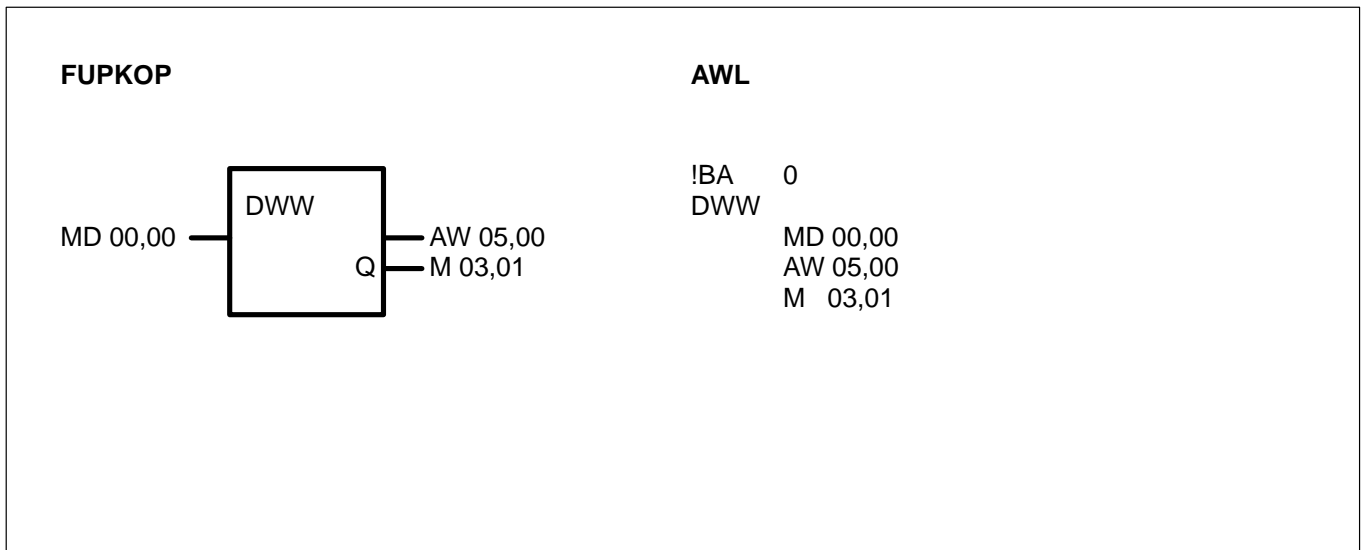 FUPKOP
DWW
MD 00,00
AW 05,00
Q
M 03,01
AWL
!BA 0
DWW
MD 00,00
AW 05,00
M 03,01